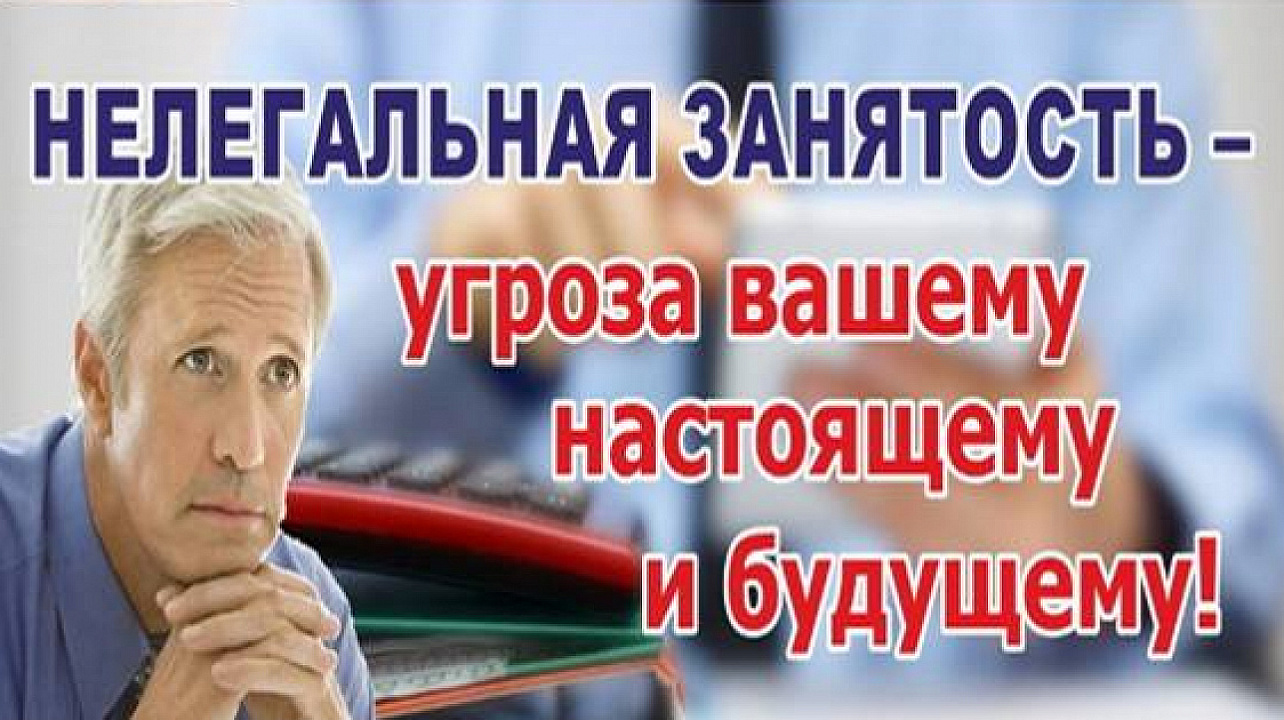 НЕЛЕГАЛЬНАЯ ЗАНЯТОСТЬ –
угроза вашему
настоящему
и будущему!